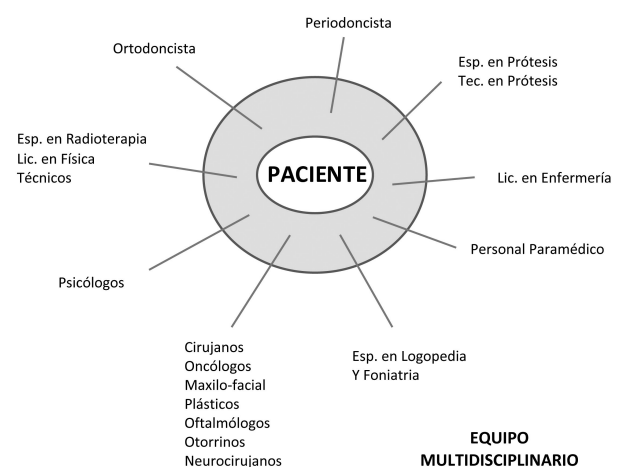 Periodoncista
Ortodoncista
Esp. en Prótesis
Tec. en Prótesis
Esp. en Radioterapia
Lic. en Física
Técnicos
PACIENTE
Lic. en Enfermería
Personal Paramédico
Psicólogos
Cirujanos
Oncólogos
Maxilo-facial
Plásticos
Oftalmólogos
Otorrinos
Neurocirujanos
Esp. en Logopedia
Y Foniatria
EQUIPO
MULTIDISCIPLINARIO